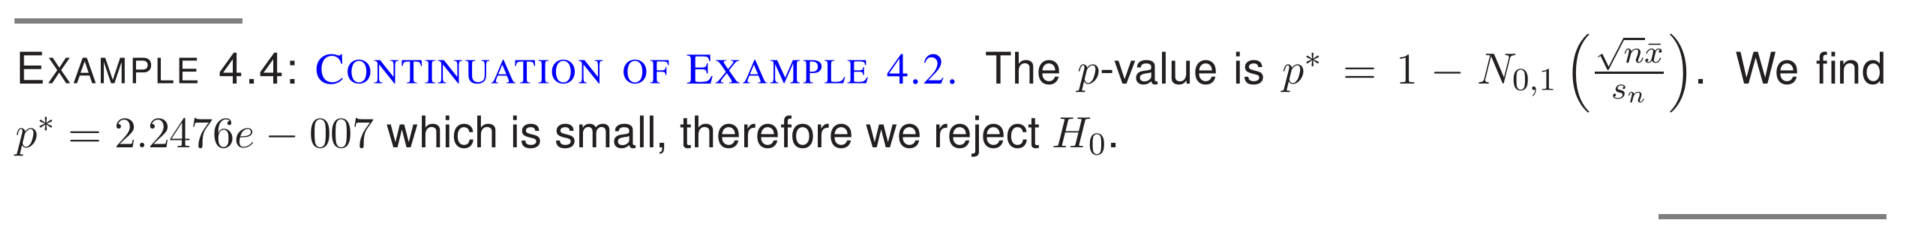 EXAMPLE 4.4: CONTINUATION OF EXAMPLE 4.2. The p-value is p* = 1 − N₀,₁ (√n x̄ / sₙ). We find
p* = 2.2476e − 007 which is small, therefore we reject H₀.